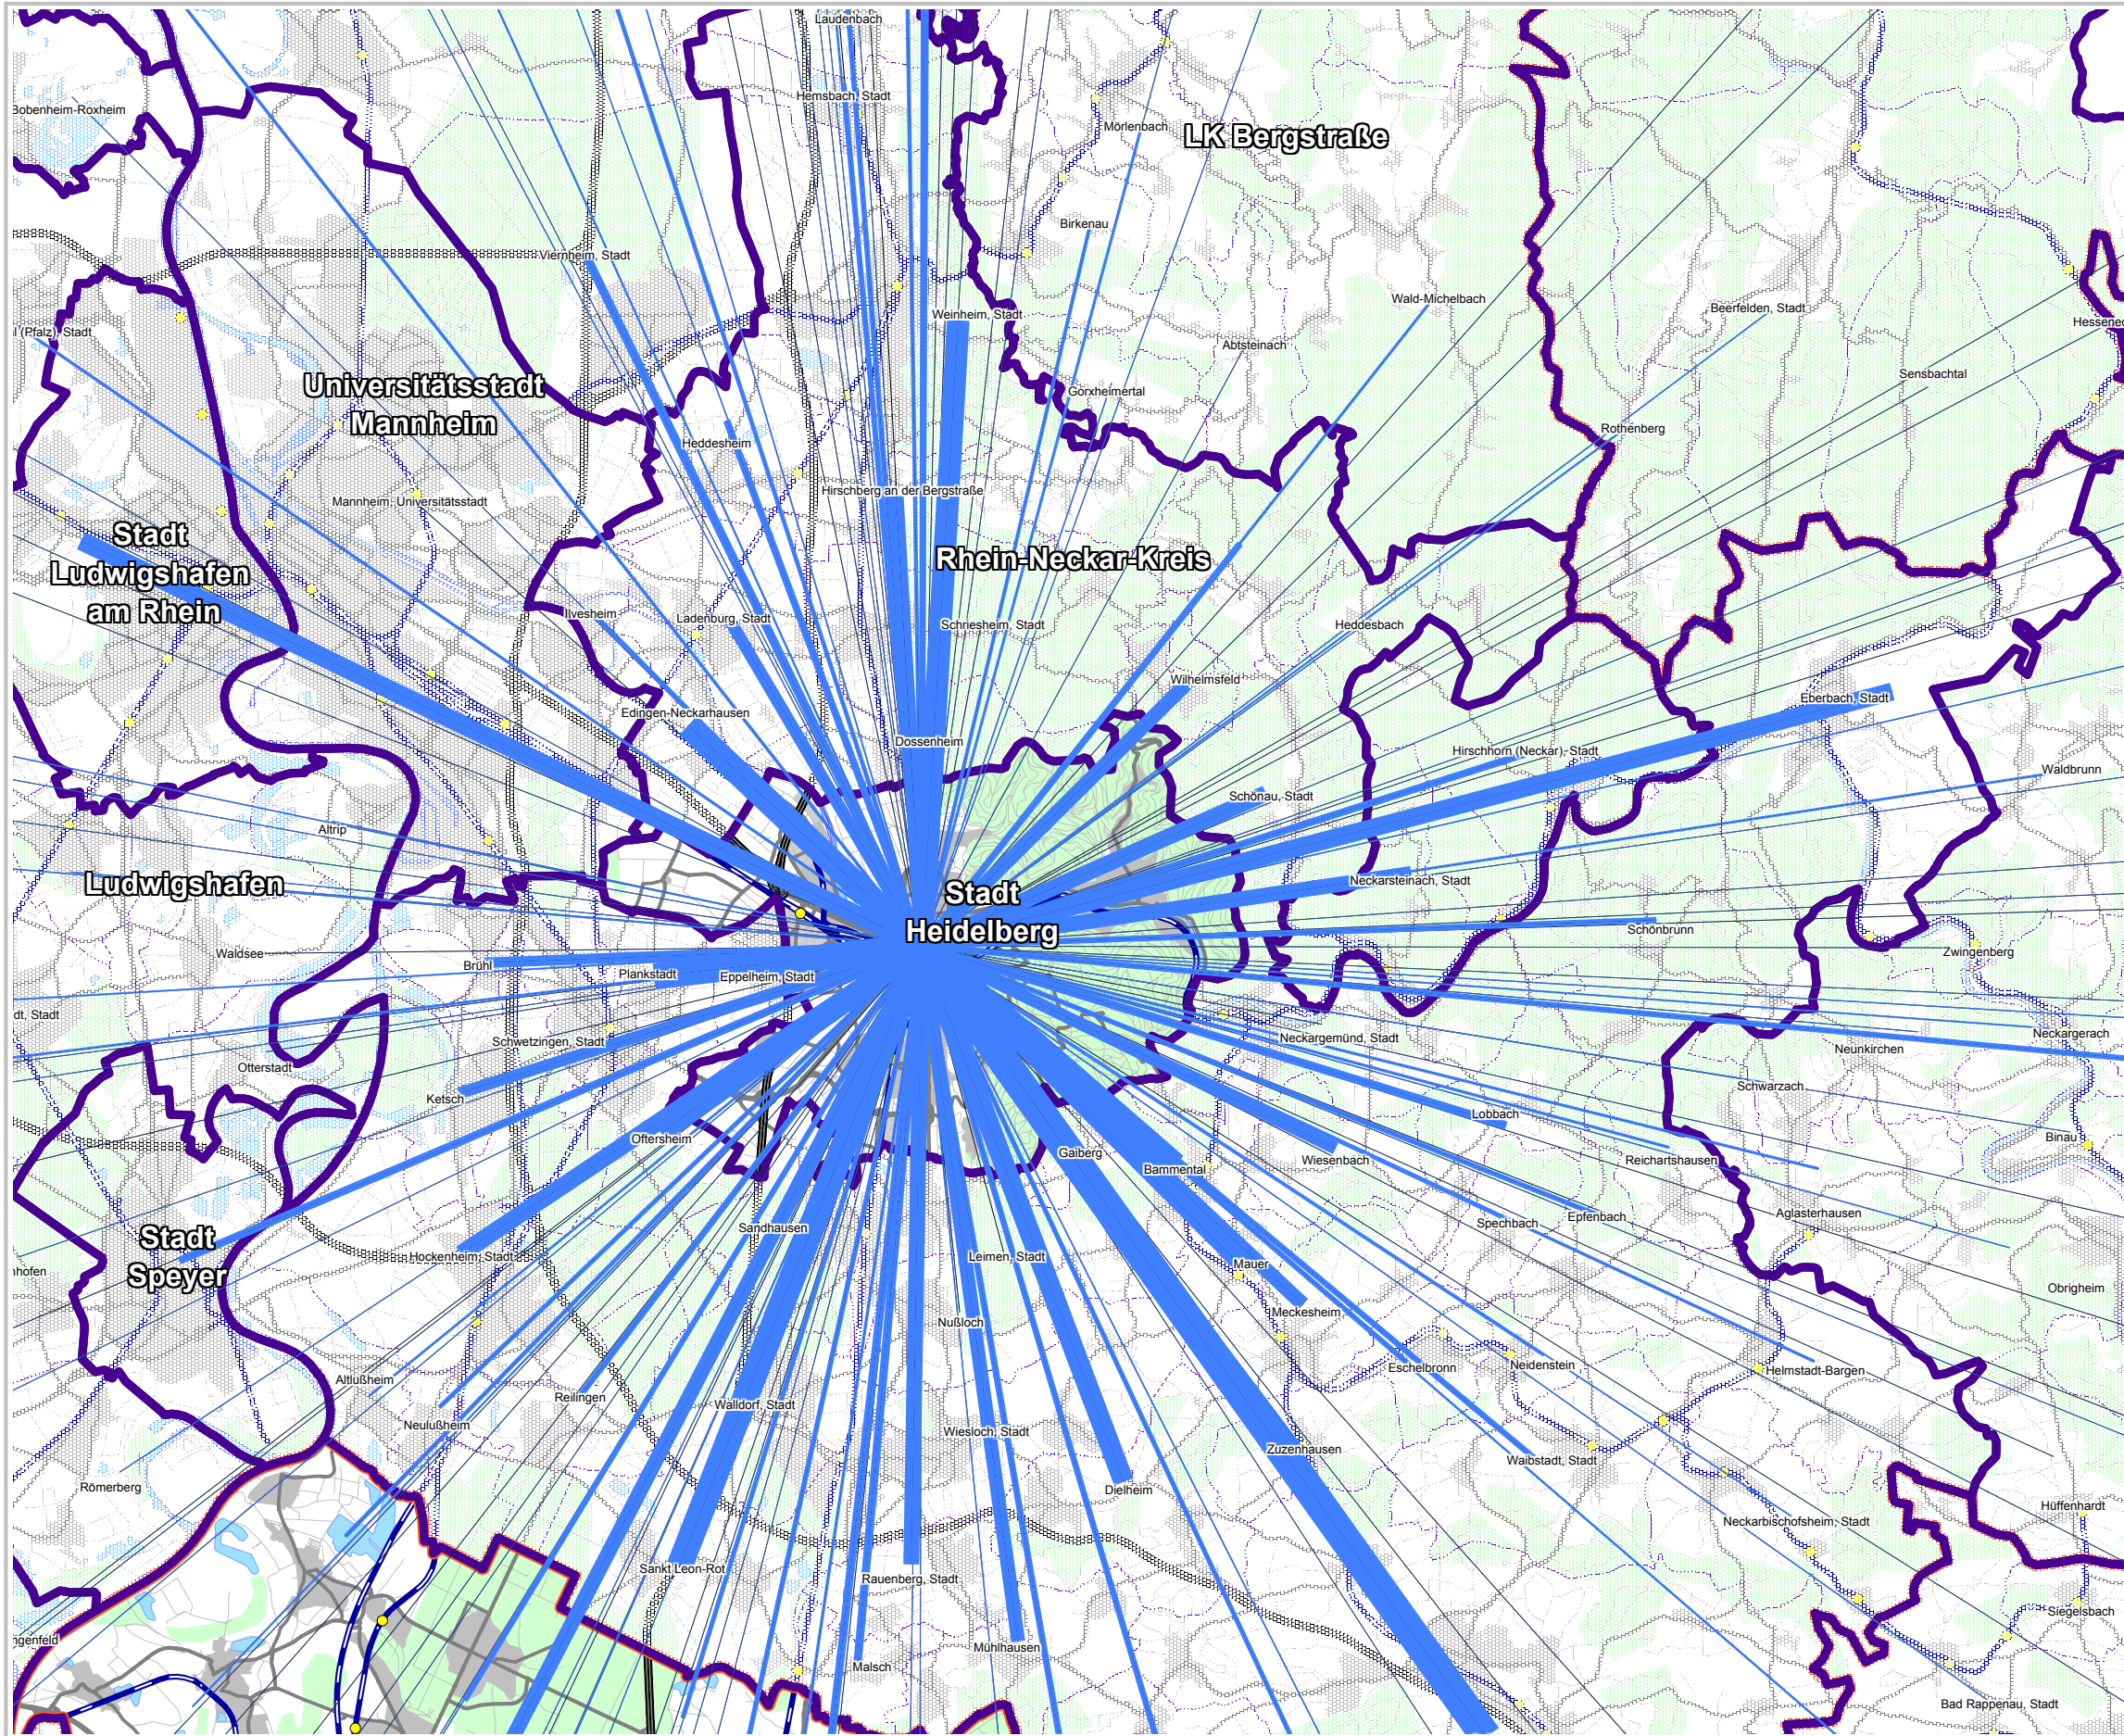 Laudenbach
Hemsbach, Stadt
Bobenheim-Roxheim
Mörlenbach
LK Bergstraße
Birkenau
Viernheim, Stadt
Wald-Michelbach
Beerfelden, Stadt
Weinheim, Stadt
l (Pfalz), Stadt
Hessenec
Abtsteinach
Sensbachtal
Universitätsstadt
Mannheim
Gorxheimertal
Rothenberg
Heddesheim
Hirschberg an der Bergstraße
Mannheim, Universitätsstadt
Stadt
Ludwigshafen
am Rhein
Rhein-Neckar-Kreis
Ilvesheim
Ladenburg, Stadt
Schriesheim, Stadt
Heddesbach
Wilhelmsfeld
Eberbach, Stadt
Edingen-Neckarhausen
Dossenheim
Hirschhorn (Neckar), Stadt
Waldbrunn
Schönau, Stadt
Altrip
Ludwigshafen
Neckarsteinach, Stadt
Stadt
Heidelberg
Schönbrunn
Waldsee
Zwingenberg
Brühl
Plankstadt
Eppelheim, Stadt
dt, Stadt
Schwetzingen, Stadt
Neckargemünd, Stadt
Neckargerach
Neunkirchen
Otterstadt
Schwarzach
Ketsch
Lobbach
Oftersheim
Binau
Gaiberg
Bammental
Wiesenbach
Reichartshausen
Aglasterhausen
Spechbach
Epfenbach
Sandhausen
Stadt
Speyer
Hockenheim, Stadt
Leimen, Stadt
Mauer
nhofen
Obrigheim
Meckesheim
Nußloch
Eschelbronn
Neidenstein
Helmstadt-Bargen
Altlußheim
Reilingen
Walldorf, Stadt
Neulußheim
Wiesloch, Stadt
Zuzenhausen
Waibstadt, Stadt
Römerberg
Dielheim
Hüffenhardt
Neckarbischofsheim, Stadt
Sankt Leon-Rot
Rauenberg, Stadt
Siegelsbach
ngenfeld
Mühlhausen
Malsch
Bad Rappenau, Stadt